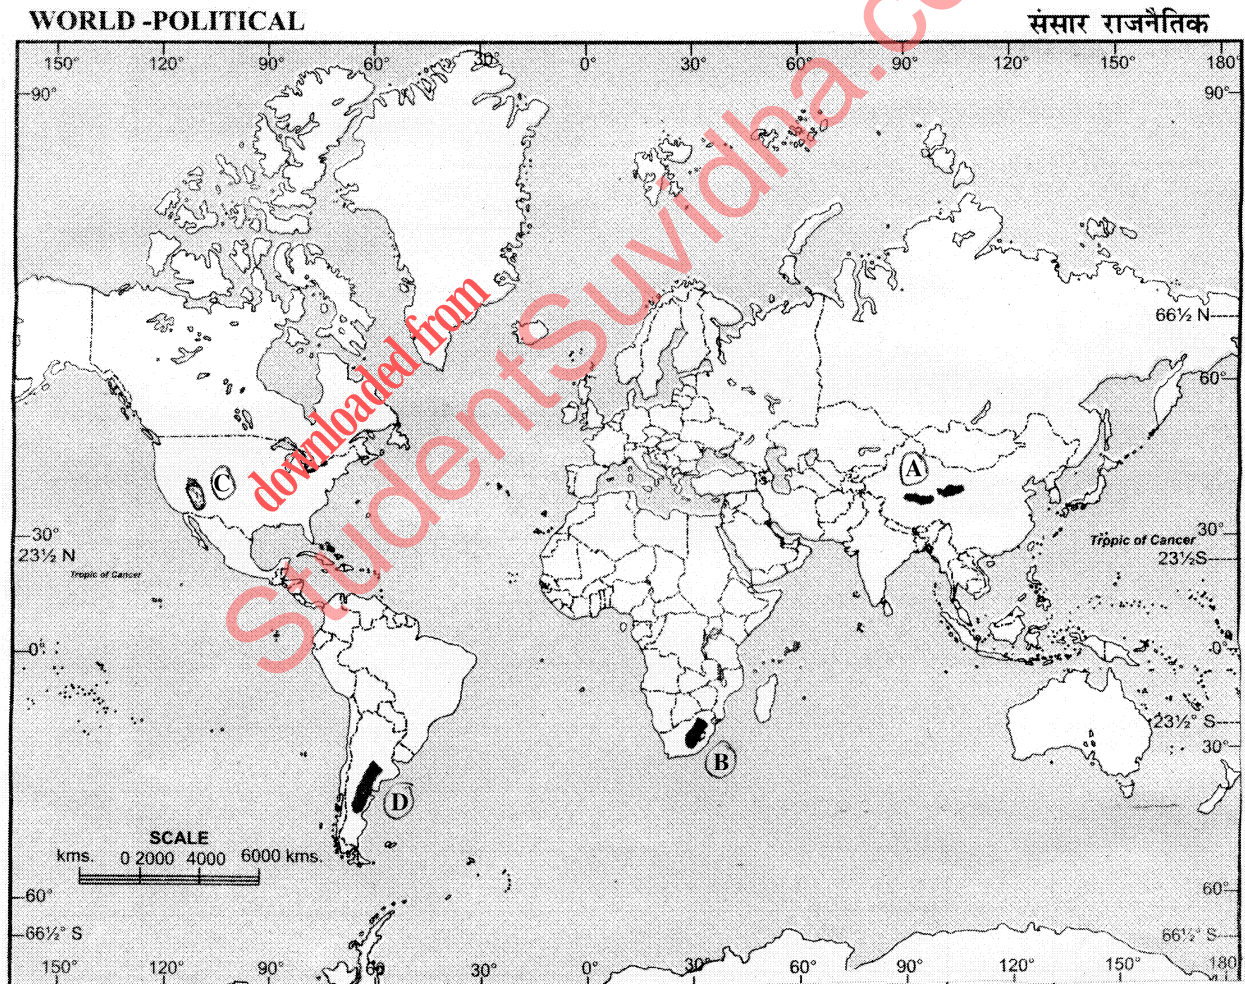 WORLD -POLITICAL
संसार राजनैतिक
150° 120° 90° 60° 30° 0° 30° 60° 90° 120° 150° 180°
90° 90°
66½ N
60°
30° 30°
23½ N
Tropic of Cancer
Tropic of Cancer
23½S
0° 0°
23½° S
30°
A
B
C
D
SCALE
kms. 0 2000 4000 6000 kms.
60° 60°
66½° S 66½° S
150° 120° 90° 60 30° 0° 30° 60° 90° 120° 150° 180
downloaded from
StudentSuvidha.co